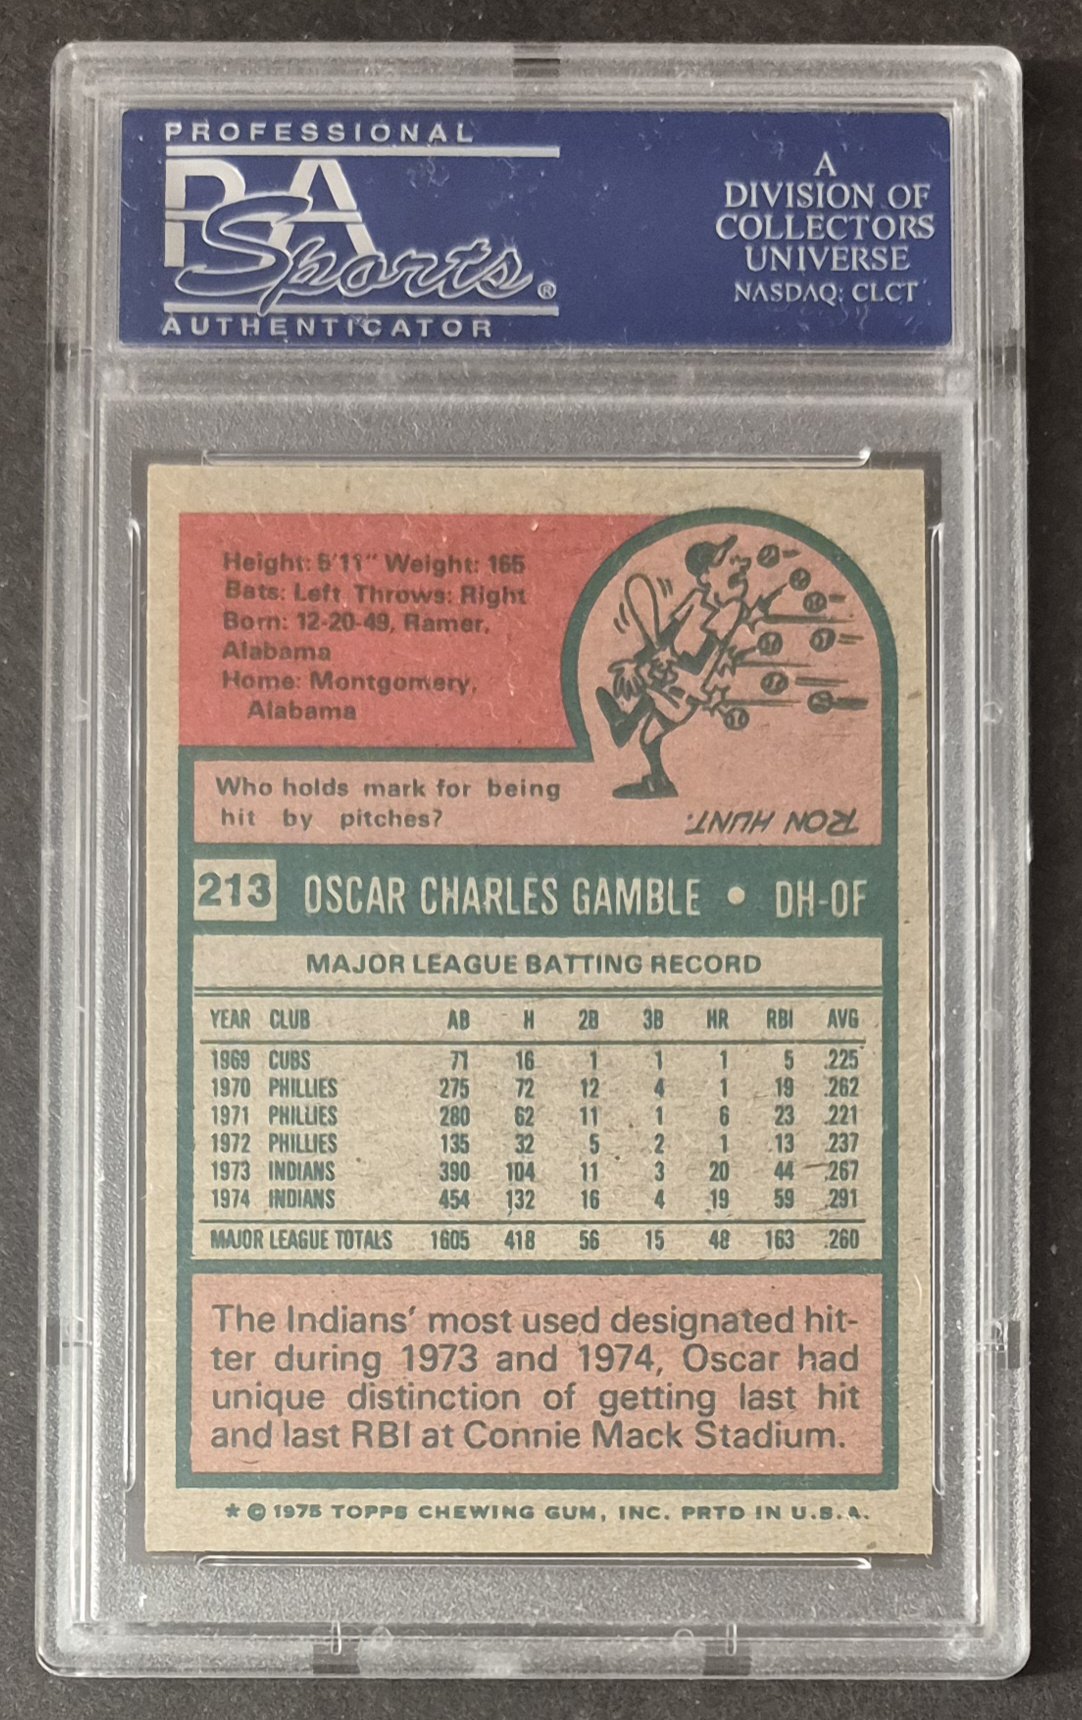 PROFESSIONAL
PSA
Sports®
AUTHENTICATOR
A
DIVISION OF
COLLECTORS
UNIVERSE
NASDAQ: CLCT
Height: 5'11" Weight: 165
Bats: Left Throws: Right
Born: 12-20-49, Ramer,
Alabama
Home: Montgomery,
Alabama
Who holds mark for being
hit by pitches?
RON HUNT.
213 OSCAR CHARLES GAMBLE • DH-OF
MAJOR LEAGUE BATTING RECORD
YEAR CLUB AB H 2B 3B HR RBI AVG
1969 CUBS 71 16 1 1 1 5 .225
1970 PHILLIES 275 72 12 4 1 19 .262
1971 PHILLIES 280 62 11 1 6 23 .221
1972 PHILLIES 135 32 5 2 1 13 .237
1973 INDIANS 390 104 11 3 20 44 .267
1974 INDIANS 454 132 16 4 19 59 .291
MAJOR LEAGUE TOTALS 1605 418 56 15 48 163 .260
The Indians' most used designated hit-
ter during 1973 and 1974, Oscar had
unique distinction of getting last hit
and last RBI at Connie Mack Stadium.
* © 1975 TOPPS CHEWING GUM, INC. PRTD IN U.S.A.